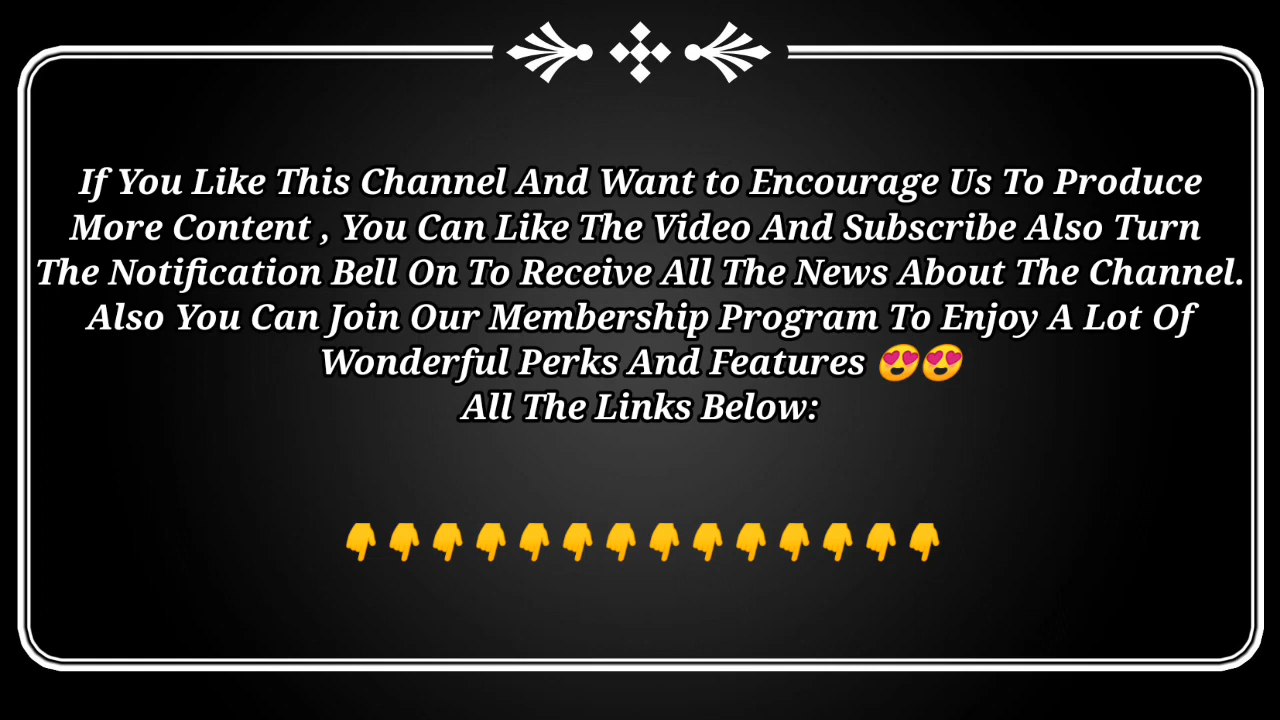 If You Like This Channel And Want to Encourage Us To Produce
More Content , You Can Like The Video And Subscribe Also Turn
The Notification Bell On To Receive All The News About The Channel.
Also You Can Join Our Membership Program To Enjoy A Lot Of
Wonderful Perks And Features 😍😍
All The Links Below:
👇👇👇👇👇👇👇👇👇👇👇👇👇👇